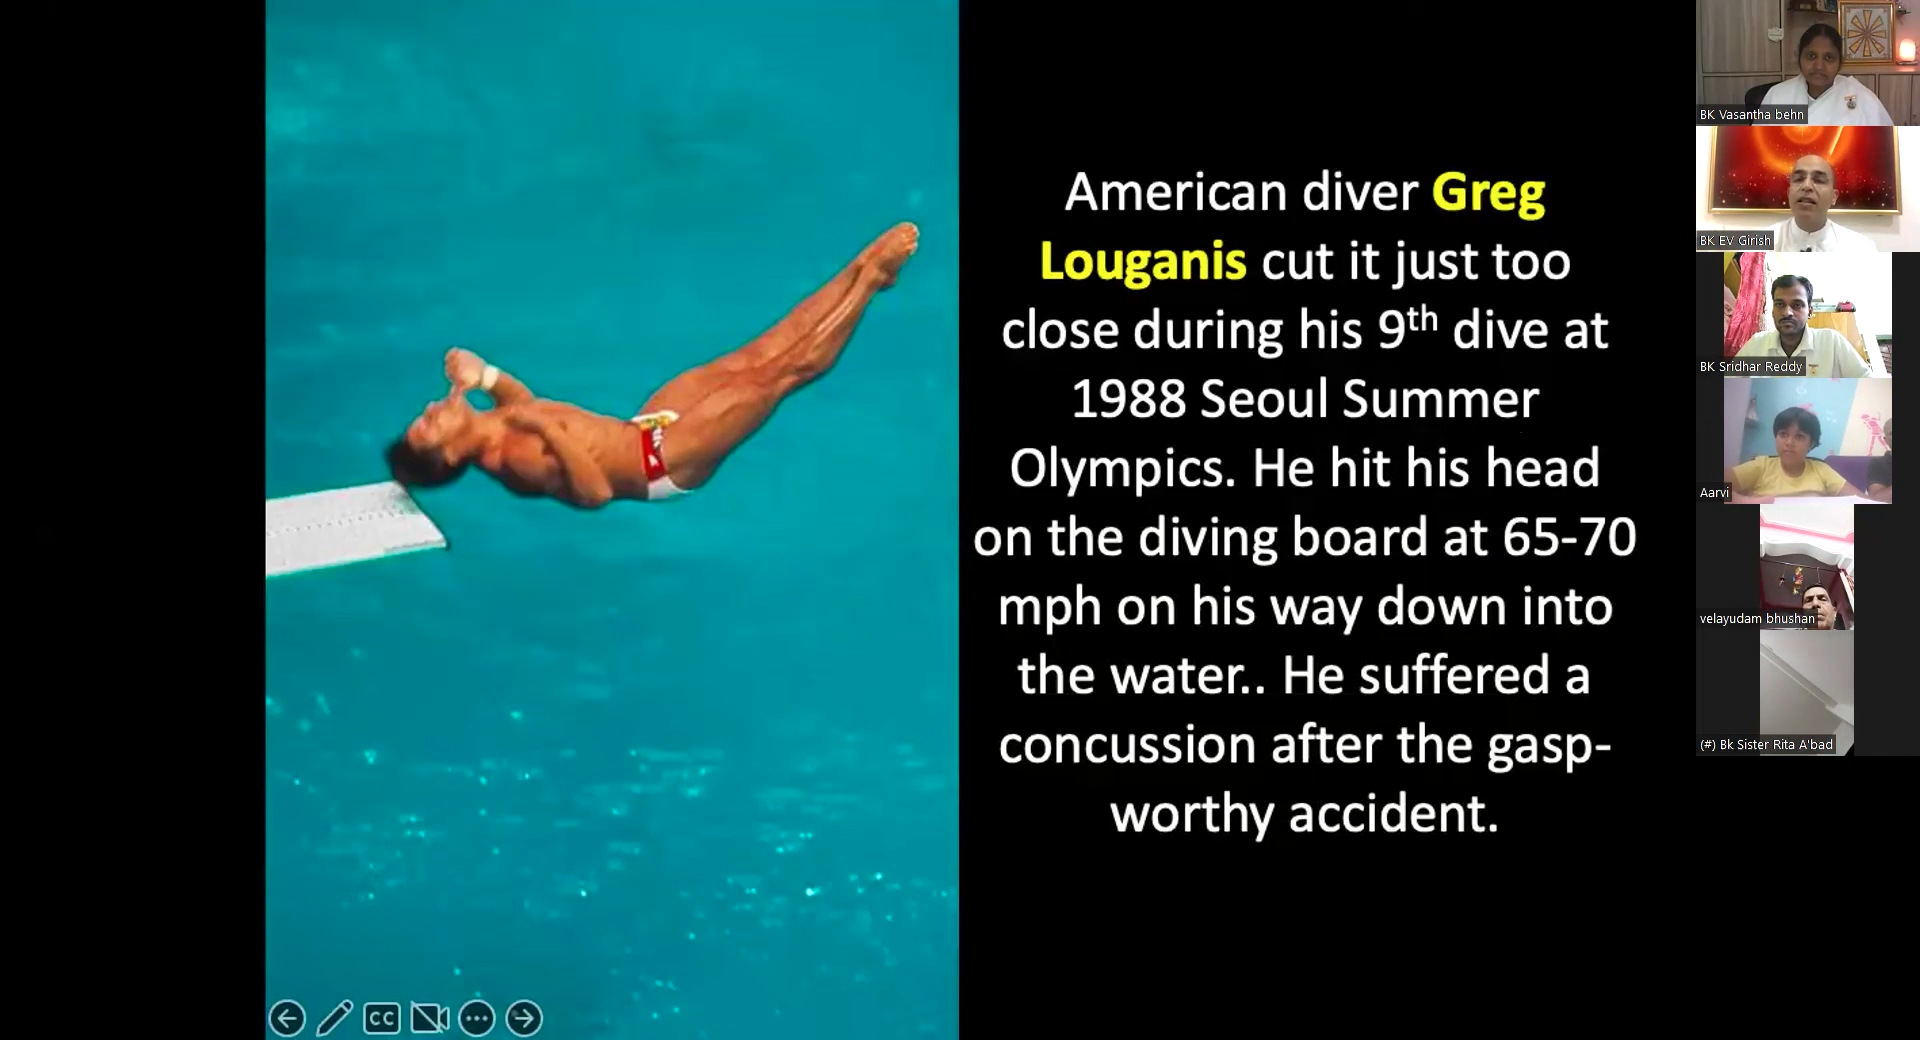 American diver Greg
Louganis cut it just too
close during his 9th dive at
1988 Seoul Summer
Olympics. He hit his head
on the diving board at 65-70
mph on his way down into
the water.. He suffered a
concussion after the gasp-
worthy accident.
BK Vasantha behn
BK EV Girish
BK Sridhar Reddy
Aarvi
velayudam bhushan
(#) Bk Sister Rita A'bad
CC